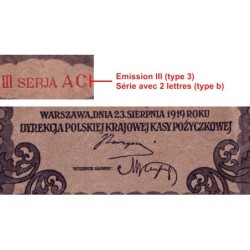 III SERJA AC
Emission III (type 3)
Série avec 2 lettres (type b)
WARSZAWA, DNIA 23. SIERPNIA 1919 ROKU
DYREKCJA POLSKIEJ KRAJOWEJ KASY POŻYCZKOWEJ